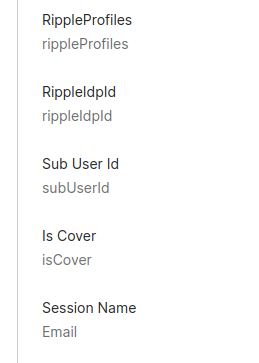 RippleProfiles
rippleProfiles
RippleIdpId
rippleIdpId
Sub User Id
subUserId
Is Cover
isCover
Session Name
Email